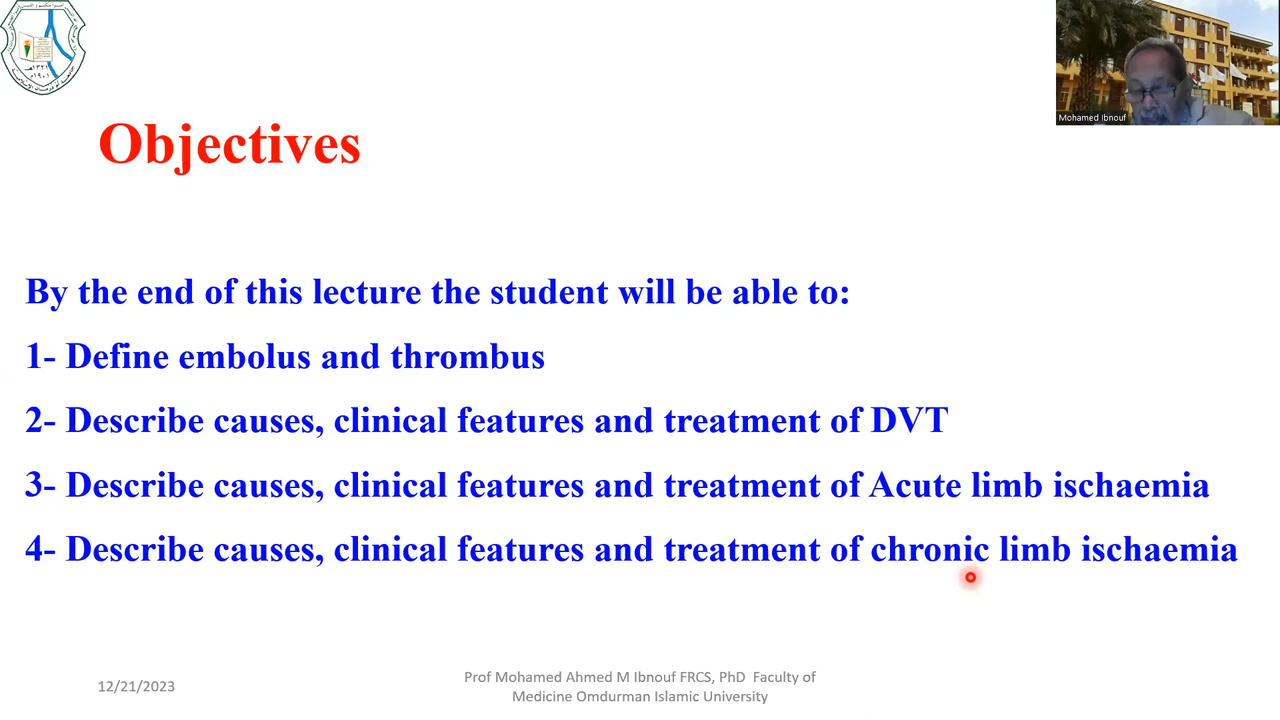 ١٣٢١هـ
١٩٠١م
Mohamed Ibnouf
Objectives
By the end of this lecture the student will be able to:
1- Define embolus and thrombus
2- Describe causes, clinical features and treatment of DVT
3- Describe causes, clinical features and treatment of Acute limb ischaemia
4- Describe causes, clinical features and treatment of chronic limb ischaemia
12/21/2023
Prof Mohamed Ahmed M Ibnouf FRCS, PhD Faculty of
Medicine Omdurman Islamic University